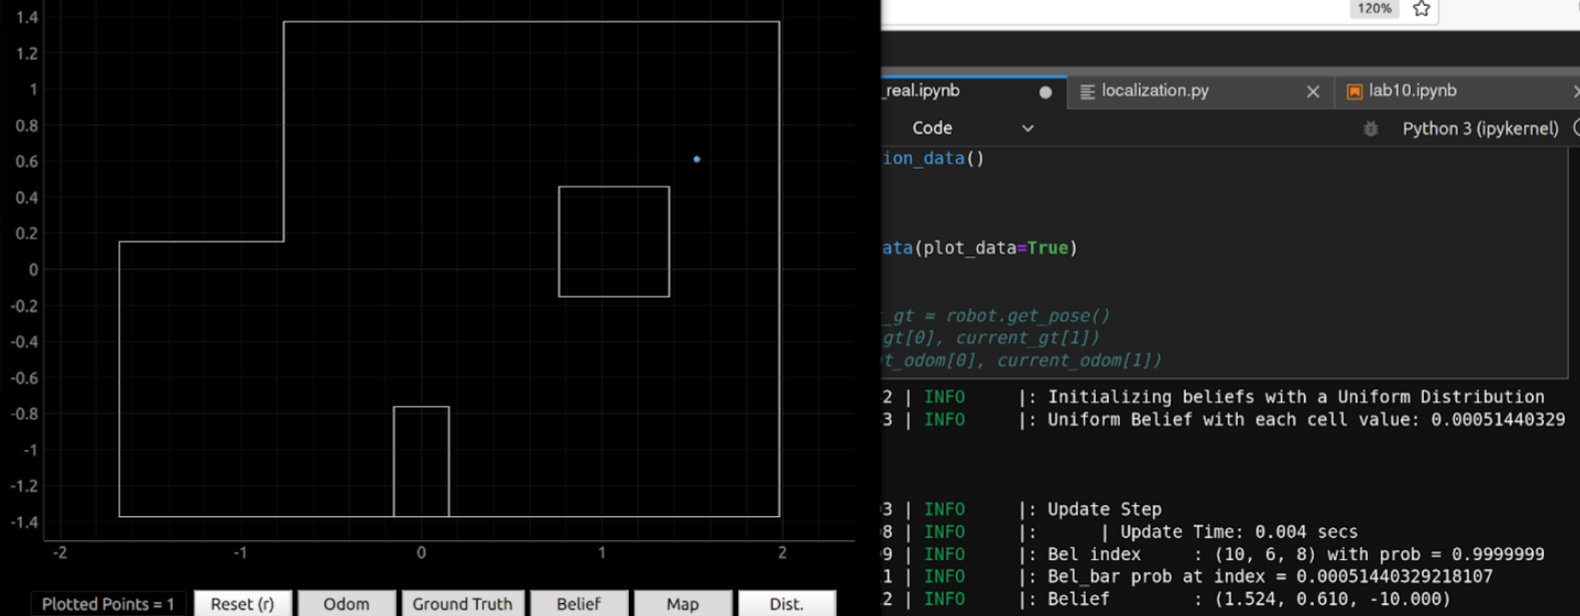 1.4
1.2
1
0.8
0.6
0.4
0.2
0
-0.2
-0.4
-0.6
-0.8
-1
-1.2
-1.4
-2 -1 0 1 2
Plotted Points = 1 Reset (r) Odom Ground Truth Belief Map Dist.
120%
_real.ipynb localization.py lab10.ipynb
Code Python 3 (ipykernel)
ion_data()
ata(plot_data=True)
_gt = robot.get_pose()
gt[0], current_gt[1])
t_odom[0], current_odom[1])
2 | INFO |: Initializing beliefs with a Uniform Distribution
3 | INFO |: Uniform Belief with each cell value: 0.00051440329
3 | INFO |: Update Step
8 | INFO |: | Update Time: 0.004 secs
9 | INFO |: Bel index : (10, 6, 8) with prob = 0.9999999
1 | INFO |: Bel_bar prob at index = 0.00051440329218107
2 | INFO |: Belief : (1.524, 0.610, -10.000)